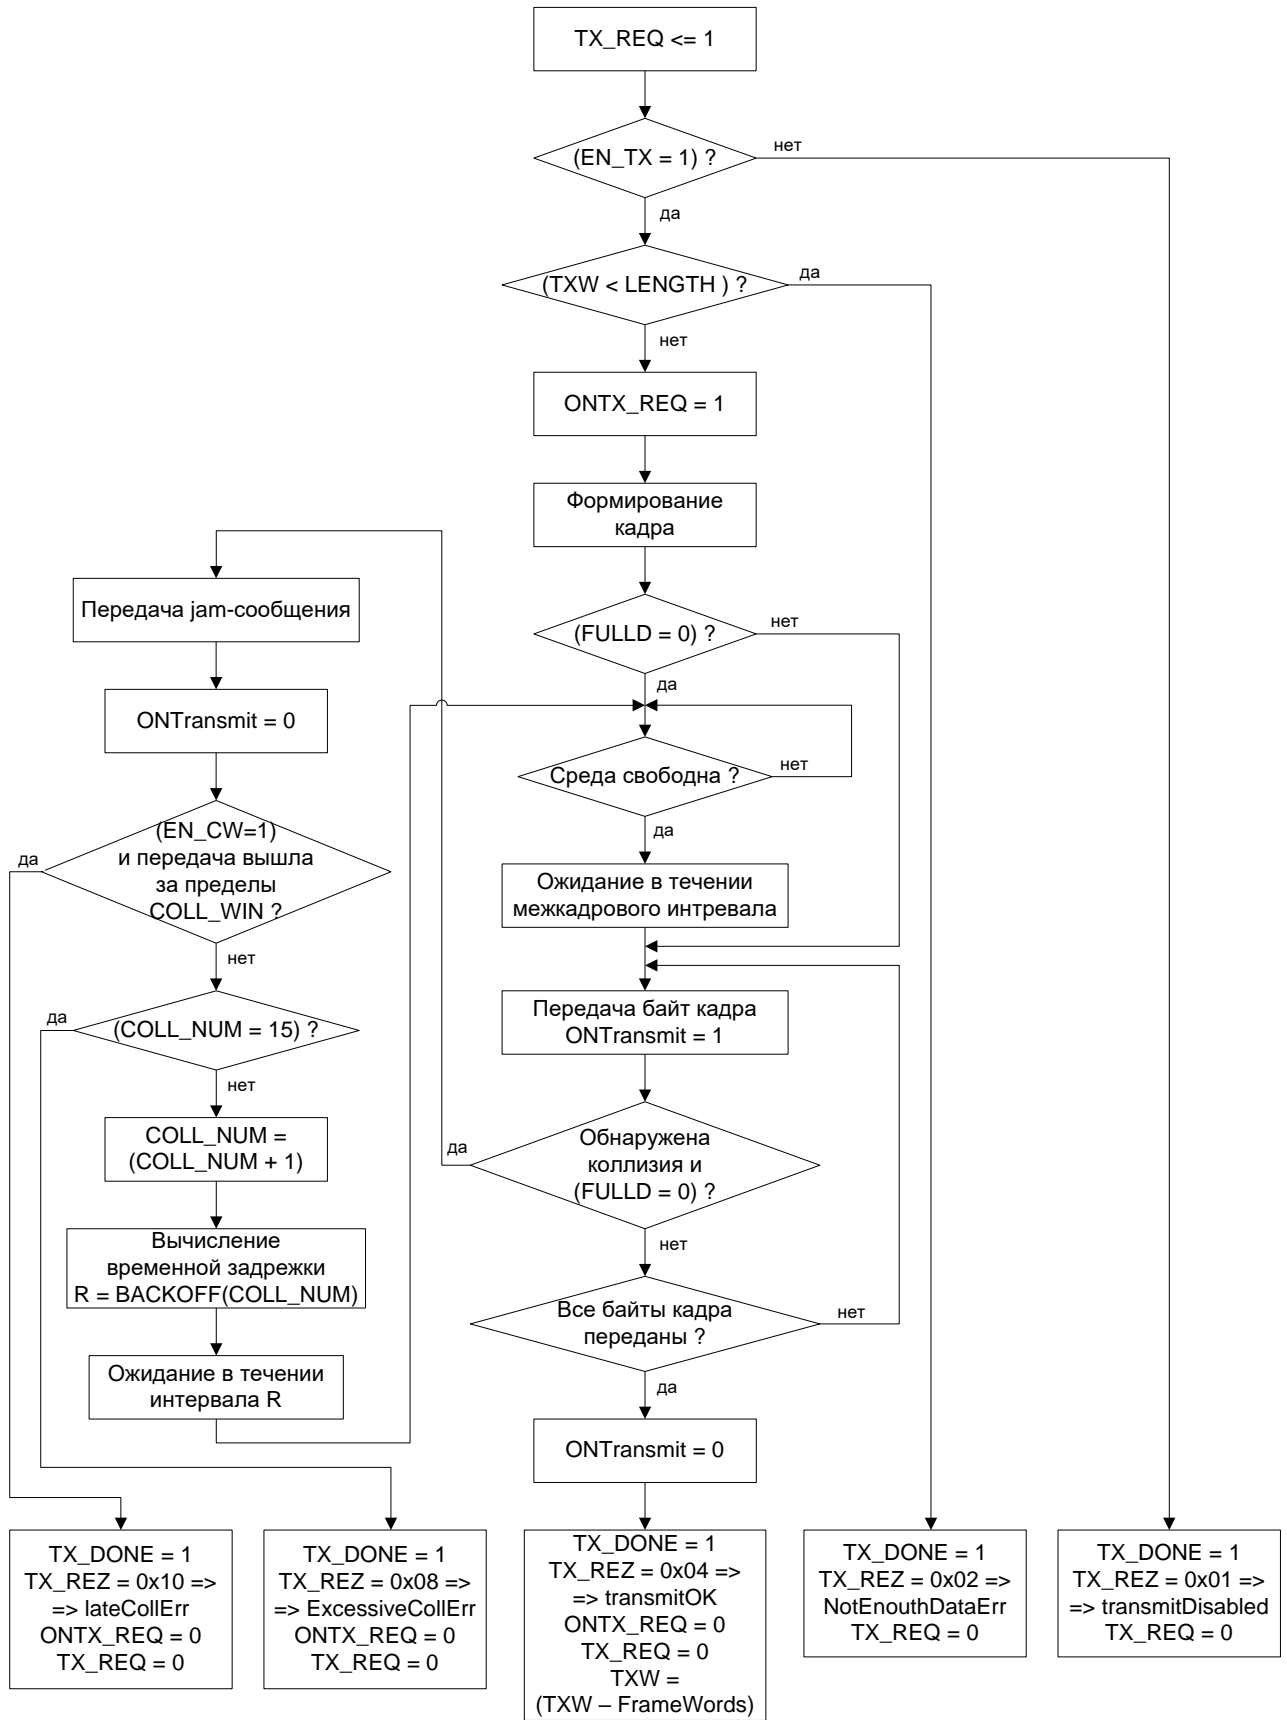 TX_REQ <= 1
(EN_TX = 1) ?
нет
да
(TXW < LENGTH ) ?
да
нет
ONTX_REQ = 1
Формирование
кадра
(FULLD = 0) ?
нет
да
Среда свободна ?
нет
да
Ожидание в течении
межкадрового интревала
Передача байт кадра
ONTransmit = 1
Обнаружена
коллизия и
(FULLD = 0) ?
да
нет
Все байты кадра
переданы ?
нет
да
ONTransmit = 0
Передача jam-сообщения
ONTransmit = 0
(EN_CW=1)
и передача вышла
за пределы
COLL_WIN ?
да
нет
(COLL_NUM = 15) ?
да
нет
COLL_NUM =
(COLL_NUM + 1)
Вычисление
временной задрежки
R = BACKOFF(COLL_NUM)
Ожидание в течении
интервала R
TX_DONE = 1
TX_REZ = 0x10 =>
=> lateCollErr
ONTX_REQ = 0
TX_REQ = 0
TX_DONE = 1
TX_REZ = 0x08 =>
=> ExcessiveCollErr
ONTX_REQ = 0
TX_REQ = 0
TX_DONE = 1
TX_REZ = 0x04 =>
=> transmitOK
ONTX_REQ = 0
TX_REQ = 0
TXW =
(TXW – FrameWords)
TX_DONE = 1
TX_REZ = 0x02 =>
NotEnouthDataErr
TX_REQ = 0
TX_DONE = 1
TX_REZ = 0x01 =>
=> transmitDisabled
TX_REQ = 0